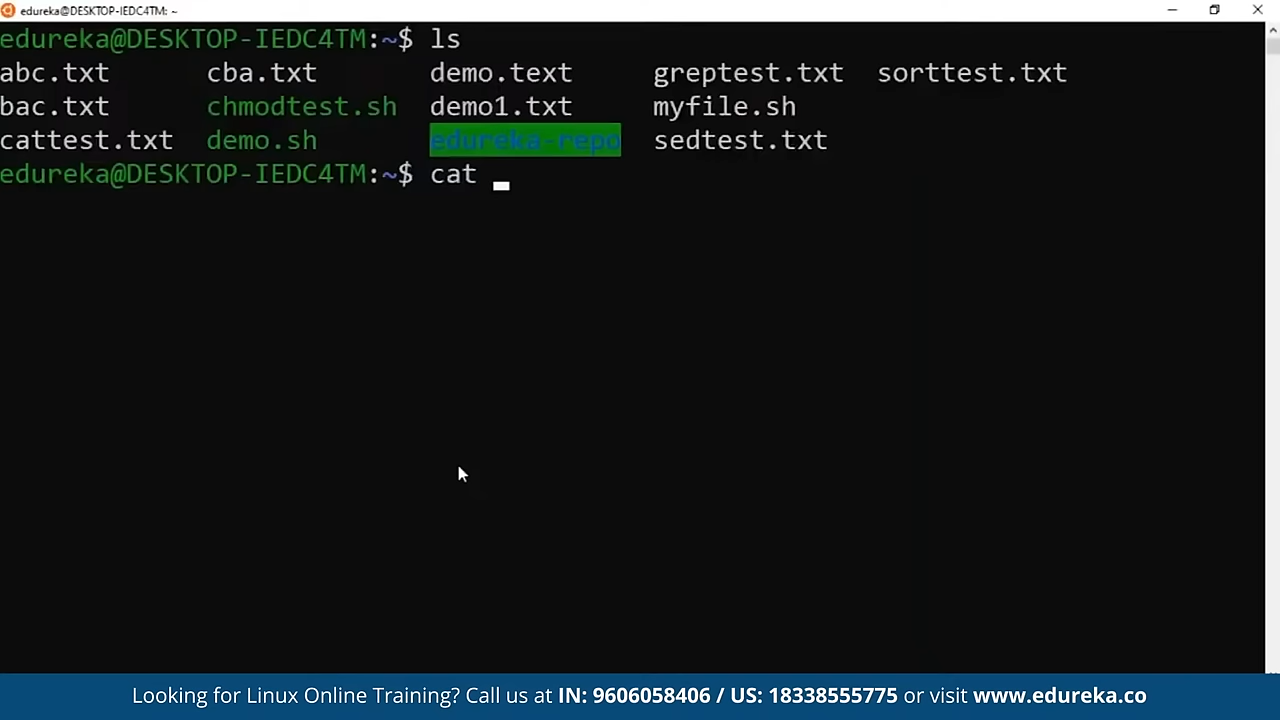 edureka@DESKTOP-IEDC4TM: ~
edureka@DESKTOP-IEDC4TM:~$ ls
abc.txt cba.txt demo.text greptest.txt sorttest.txt
bac.txt chmodtest.sh demo1.txt myfile.sh
cattest.txt demo.sh edureka-repo sedtest.txt
edureka@DESKTOP-IEDC4TM:~$ cat _
Looking for Linux Online Training? Call us at IN: 9606058406 / US: 18338555775 or visit www.edureka.co